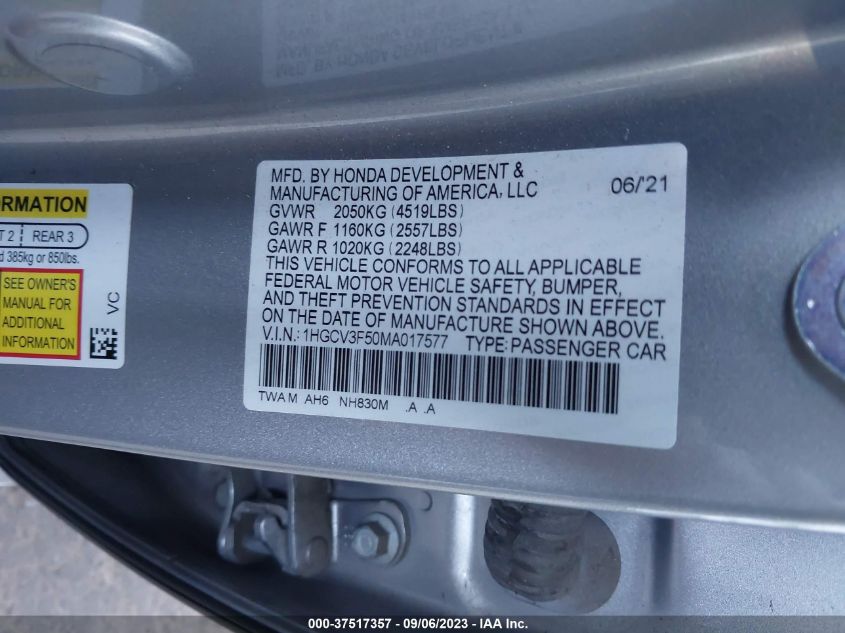 MFD. BY HONDA DEVELOPMENT &
MANUFACTURING OF AMERICA, LLC 06/'21
GVWR 2050KG (4519LBS)
GAWR F 1160KG (2557LBS)
GAWR R 1020KG (2248LBS)
THIS VEHICLE CONFORMS TO ALL APPLICABLE
FEDERAL MOTOR VEHICLE SAFETY, BUMPER,
AND THEFT PREVENTION STANDARDS IN EFFECT
ON THE DATE OF MANUFACTURE SHOWN ABOVE.
V.I.N.: 1HGCV3F50MA017577 TYPE: PASSENGER CAR
TWA M AH6 NH830M .A .A
2 REAR 3
385kg or 850lbs.
SEE OWNER'S
MANUAL FOR
ADDITIONAL
INFORMATION
VC
000-37517357 - 09/06/2023 - IAA Inc.